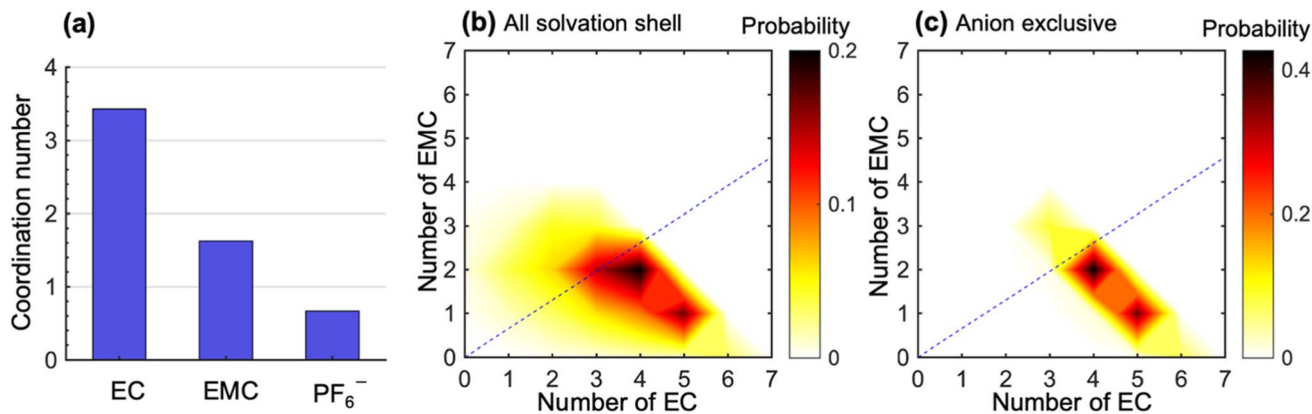 (a)
Coordination number
4
3
2
1
0
EC
EMC
PF6−
(b) All solvation shell
Probability
Number of EMC
7
6
5
4
3
2
1
0
0 1 2 3 4 5 6 7
Number of EC
0.2
0.1
0
(c) Anion exclusive
Probability
Number of EMC
7
6
5
4
3
2
1
0
0 1 2 3 4 5 6 7
Number of EC
0.4
0.2
0